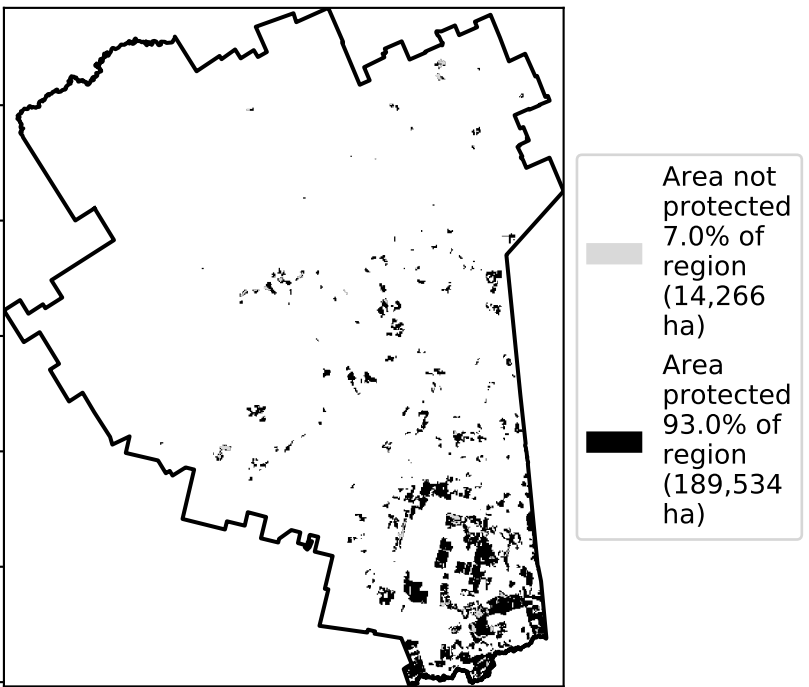 Area not
protected
7.0% of
region
(14,266
ha)
Area
protected
93.0% of
region
(189,534
ha)